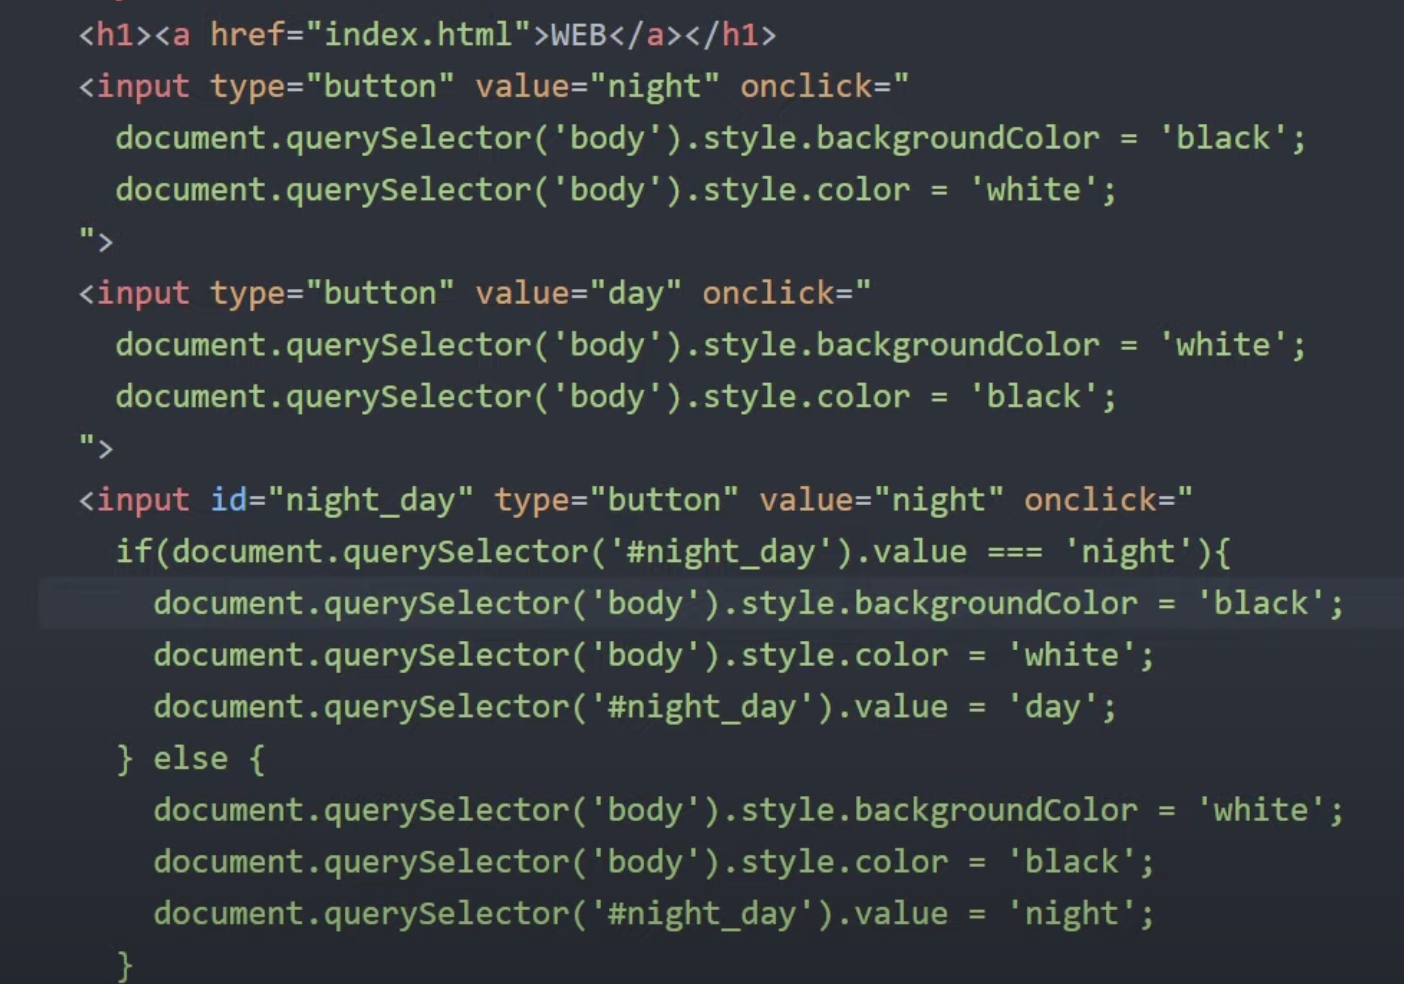 <h1><a href="index.html">WEB</a></h1>
<input type="button" value="night" onclick="
document.querySelector('body').style.backgroundColor = 'black';
document.querySelector('body').style.color = 'white';
">
<input type="button" value="day" onclick="
document.querySelector('body').style.backgroundColor = 'white';
document.querySelector('body').style.color = 'black';
">
<input id="night_day" type="button" value="night" onclick="
if(document.querySelector('#night_day').value === 'night'){
document.querySelector('body').style.backgroundColor = 'black';
document.querySelector('body').style.color = 'white';
document.querySelector('#night_day').value = 'day';
} else {
document.querySelector('body').style.backgroundColor = 'white';
document.querySelector('body').style.color = 'black';
document.querySelector('#night_day').value = 'night';
}